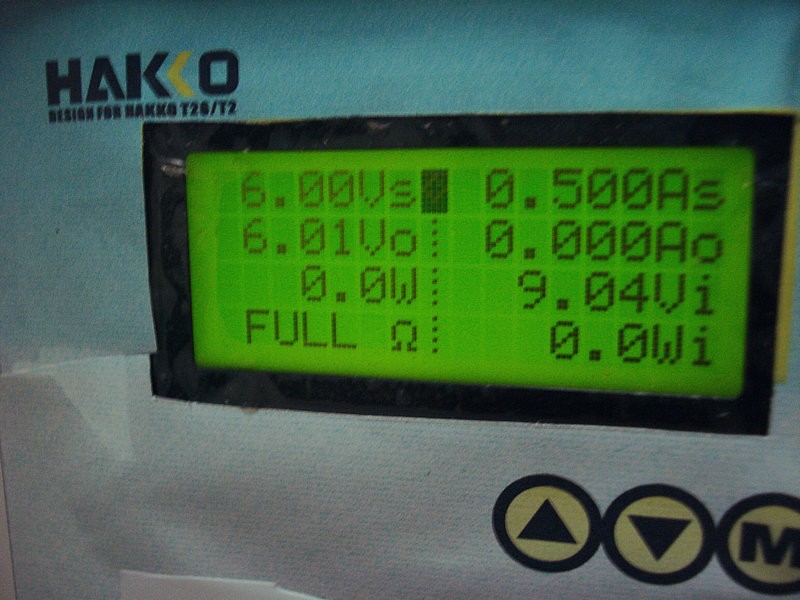 HAKKO
DESIGN FOR HAKKO T2S/T2
6.00Vs 0.500As
6.01Vo 0.000Ao
0.0W 9.04Vi
FULL Ω 0.0Wi
M